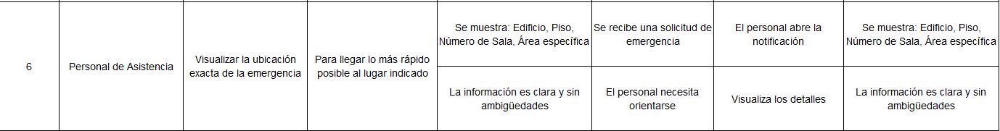 6
Personal de Asistencia
Visualizar la ubicación
exacta de la emergencia
Para llegar lo más rápido
posible al lugar indicado
Se muestra: Edificio, Piso,
Número de Sala, Área específica
Se recibe una solicitud de
emergencia
El personal abre la
notificación
Se muestra: Edificio, Piso,
Número de Sala, Área específica
La información es clara y sin
ambigüedades
El personal necesita
orientarse
Visualiza los detalles
La información es clara y sin
ambigüedades